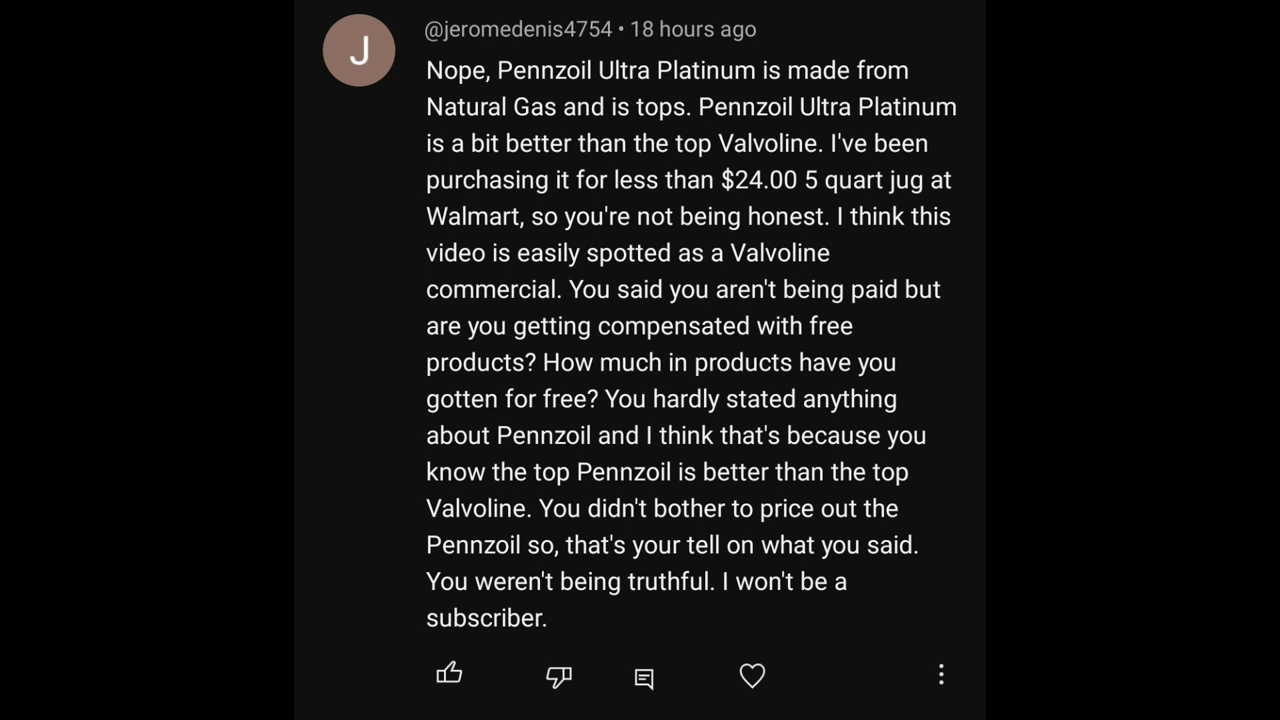 J
@jeromedenis4754 • 18 hours ago
Nope, Pennzoil Ultra Platinum is made from
Natural Gas and is tops. Pennzoil Ultra Platinum
is a bit better than the top Valvoline. I've been
purchasing it for less than $24.00 5 quart jug at
Walmart, so you're not being honest. I think this
video is easily spotted as a Valvoline
commercial. You said you aren't being paid but
are you getting compensated with free
products? How much in products have you
gotten for free? You hardly stated anything
about Pennzoil and I think that's because you
know the top Pennzoil is better than the top
Valvoline. You didn't bother to price out the
Pennzoil so, that's your tell on what you said.
You weren't being truthful. I won't be a
subscriber.